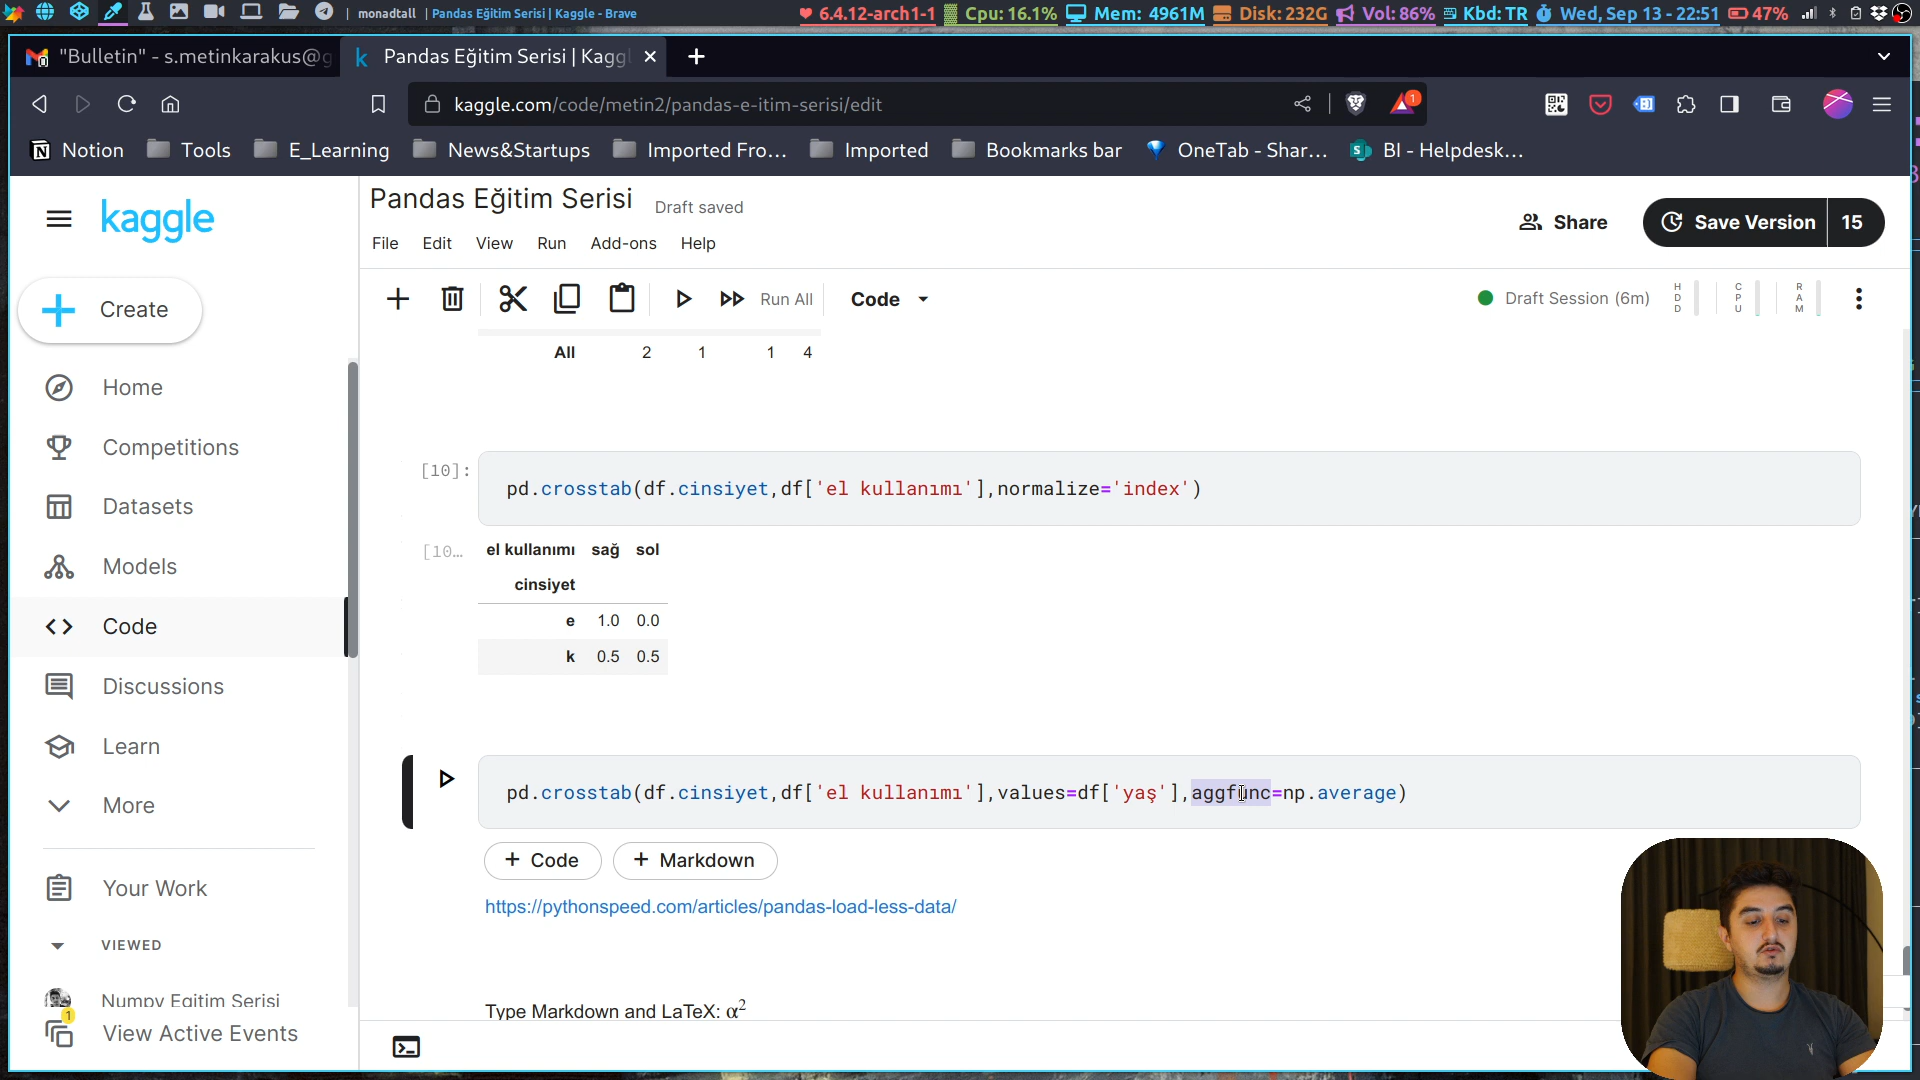 monadtall | Pandas Eğitim Serisi | Kaggle - Brave
6.4.12-arch1-1 Cpu: 16.1% Mem: 4961M Disk: 232G Vol: 86% Kbd: TR Wed, Sep 13 - 22:51 47%
"Bulletin" - s.metinkarakus@g
Pandas Eğitim Serisi | Kaggl
kaggle.com/code/metin2/pandas-e-itim-serisi/edit
1
Notion Tools E_Learning News&Startups Imported Fro... Imported Bookmarks bar OneTab - Shar... BI - Helpdesk...
kaggle
Pandas Eğitim Serisi
Draft saved
File Edit View Run Add-ons Help
Share
Save Version 15
Create
Run All
Code
Draft Session (6m)
HDD
CPU
RAM
Home
Competitions
Datasets
Models
Code
Discussions
Learn
More
Your Work
VIEWED
Numpy Egitim Serisi
1
View Active Events
All 2 1 1 4
[10]:
pd.crosstab(df.cinsiyet,df['el kullanımı'],normalize='index')
[10...
el kullanımı sağ sol
cinsiyet
e 1.0 0.0
k 0.5 0.5
pd.crosstab(df.cinsiyet,df['el kullanımı'],values=df['yaş'],aggfunc=np.average)
+ Code
+ Markdown
https://pythonspeed.com/articles/pandas-load-less-data/
Type Markdown and LaTeX: α2